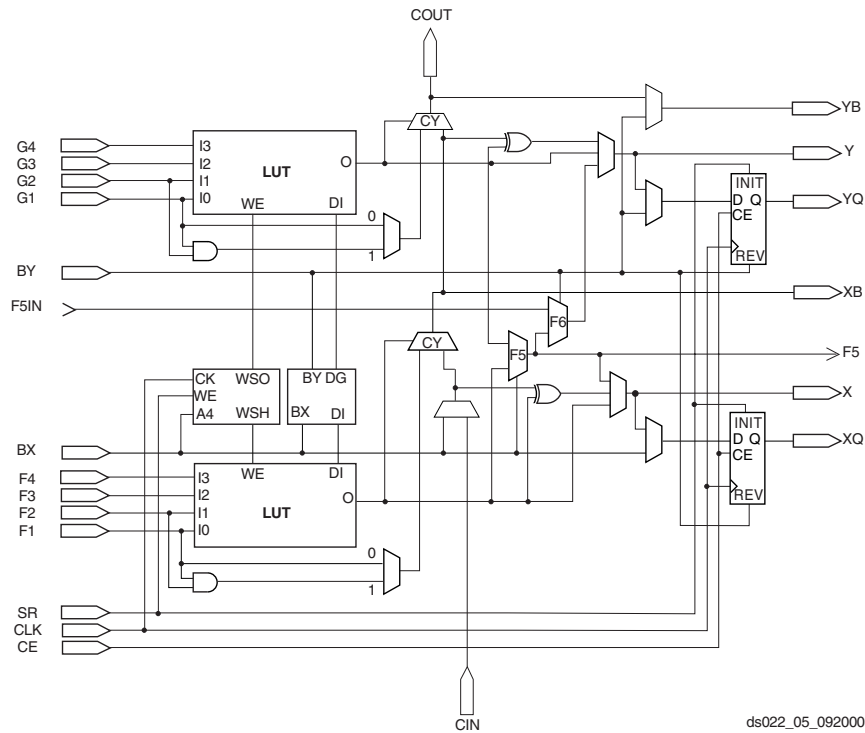 COUT
CY
YB
G4
G3
G2
G1
I3
I2
I1
I0
LUT
O
WE
DI
0
1
Y
INIT
D Q
CE
REV
YQ
BY
XB
F5IN
F6
CY
F5
F5
CK
WSO
WE
A4
WSH
BY DG
BX
DI
X
INIT
D Q
CE
REV
XQ
BX
F4
F3
F2
F1
WE
DI
I3
I2
I1
I0
LUT
O
0
1
SR
CLK
CE
CIN
ds022_05_092000